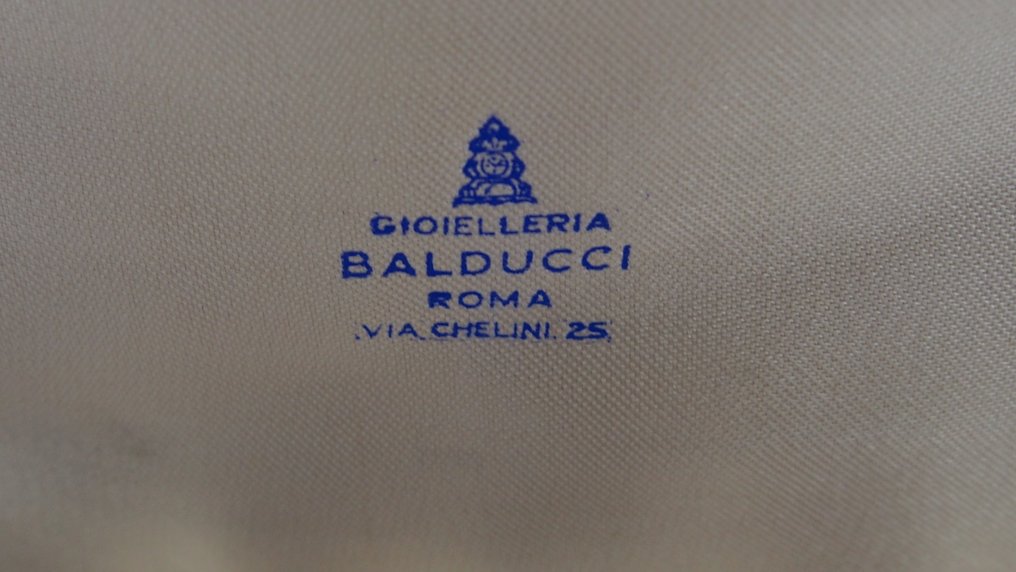 GIOIELLERIA
BALDUCCI
ROMA
VIA CHELINI. 25